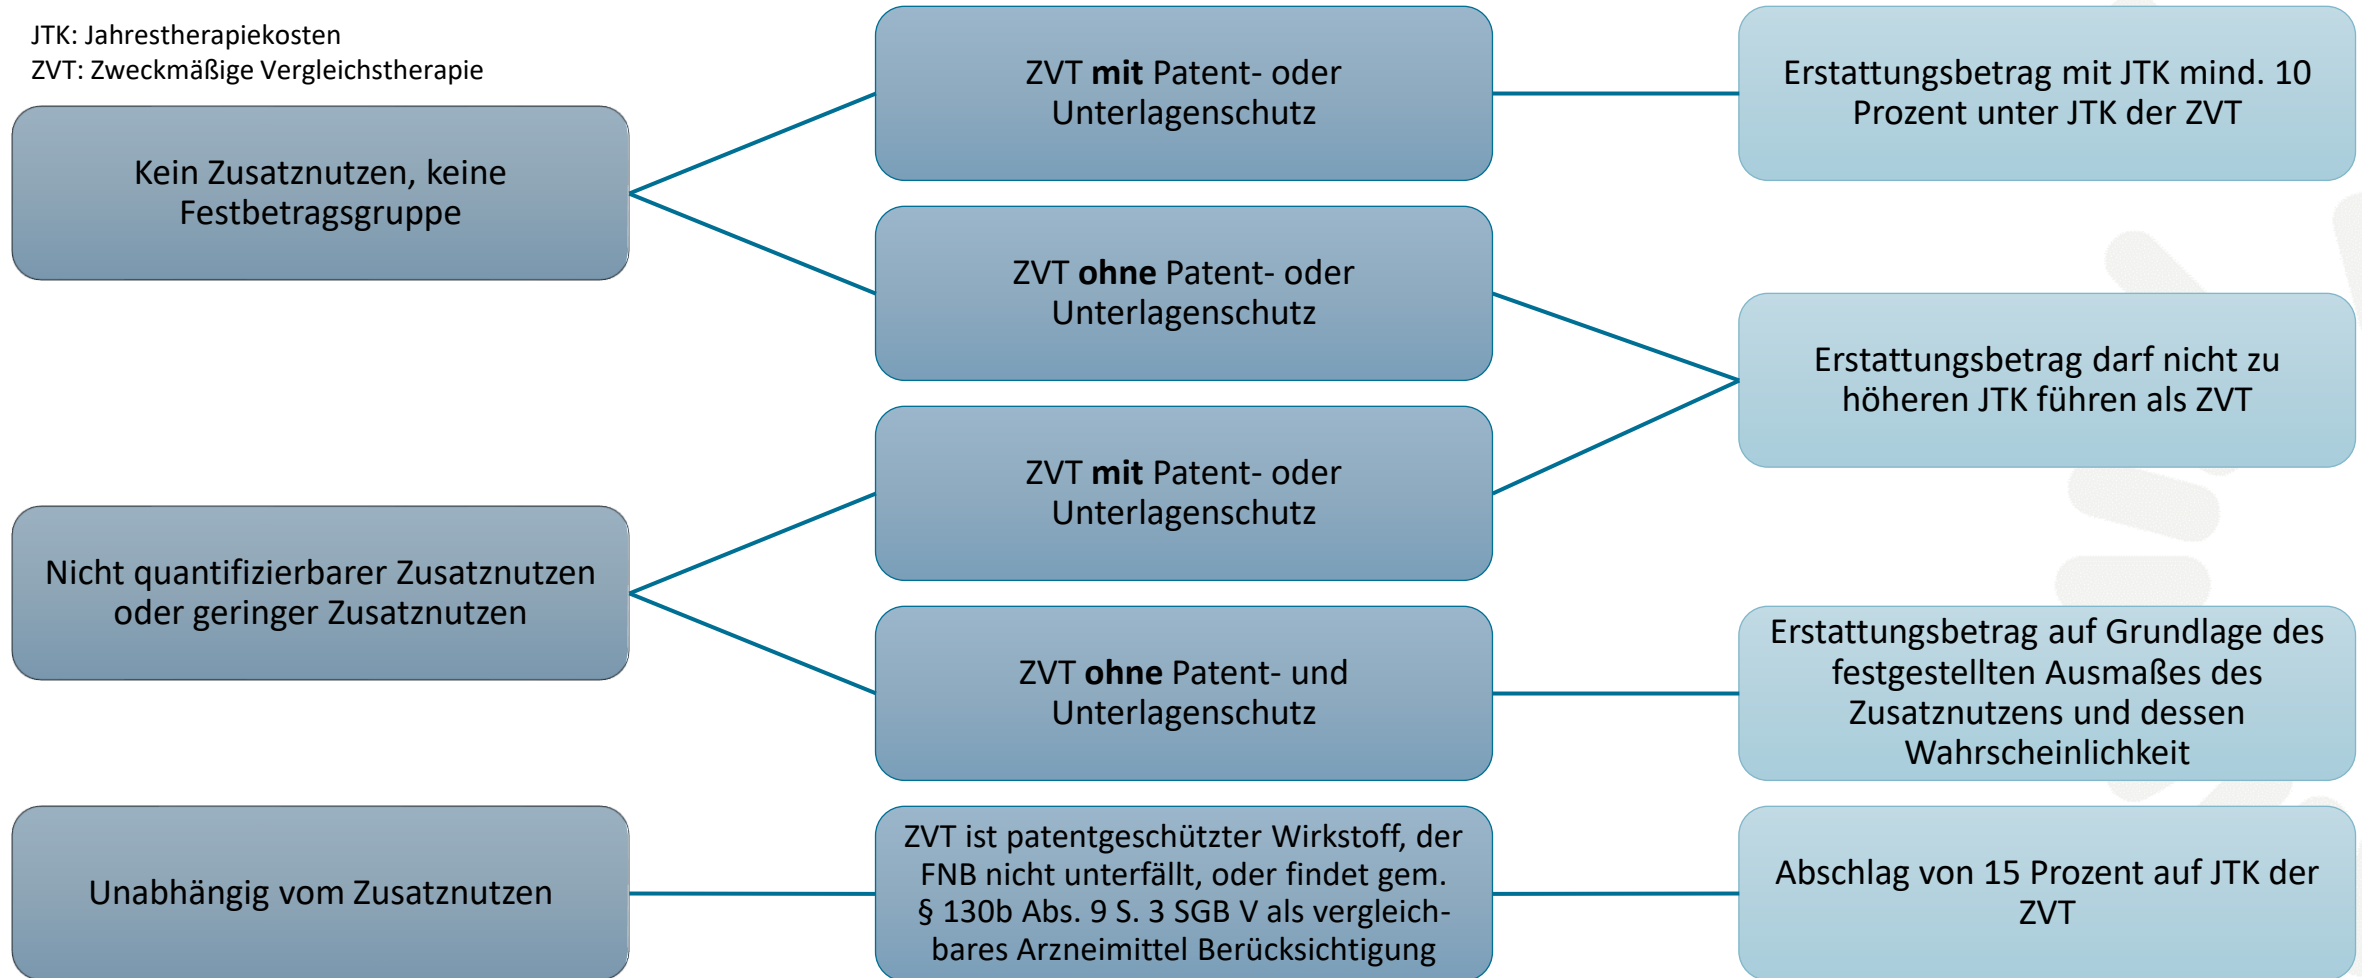 JTK: Jahrestherapiekosten
ZVT: Zweckmäßige Vergleichstherapie
Kein Zusatznutzen, keine
Festbetragsgruppe
ZVT mit Patent- oder
Unterlagenschutz
Erstattungsbetrag mit JTK mind. 10
Prozent unter JTK der ZVT
ZVT ohne Patent- oder
Unterlagenschutz
Erstattungsbetrag darf nicht zu
höheren JTK führen als ZVT
Nicht quantifizierbarer Zusatznutzen
oder geringer Zusatznutzen
ZVT mit Patent- oder
Unterlagenschutz
ZVT ohne Patent- und
Unterlagenschutz
Erstattungsbetrag auf Grundlage des
festgestellten Ausmaßes des
Zusatznutzens und dessen
Wahrscheinlichkeit
Unabhängig vom Zusatznutzen
ZVT ist patentgeschützter Wirkstoff, der
FNB nicht unterfällt, oder findet gem.
§ 130b Abs. 9 S. 3 SGB V als vergleich-
bares Arzneimittel Berücksichtigung
Abschlag von 15 Prozent auf JTK der
ZVT